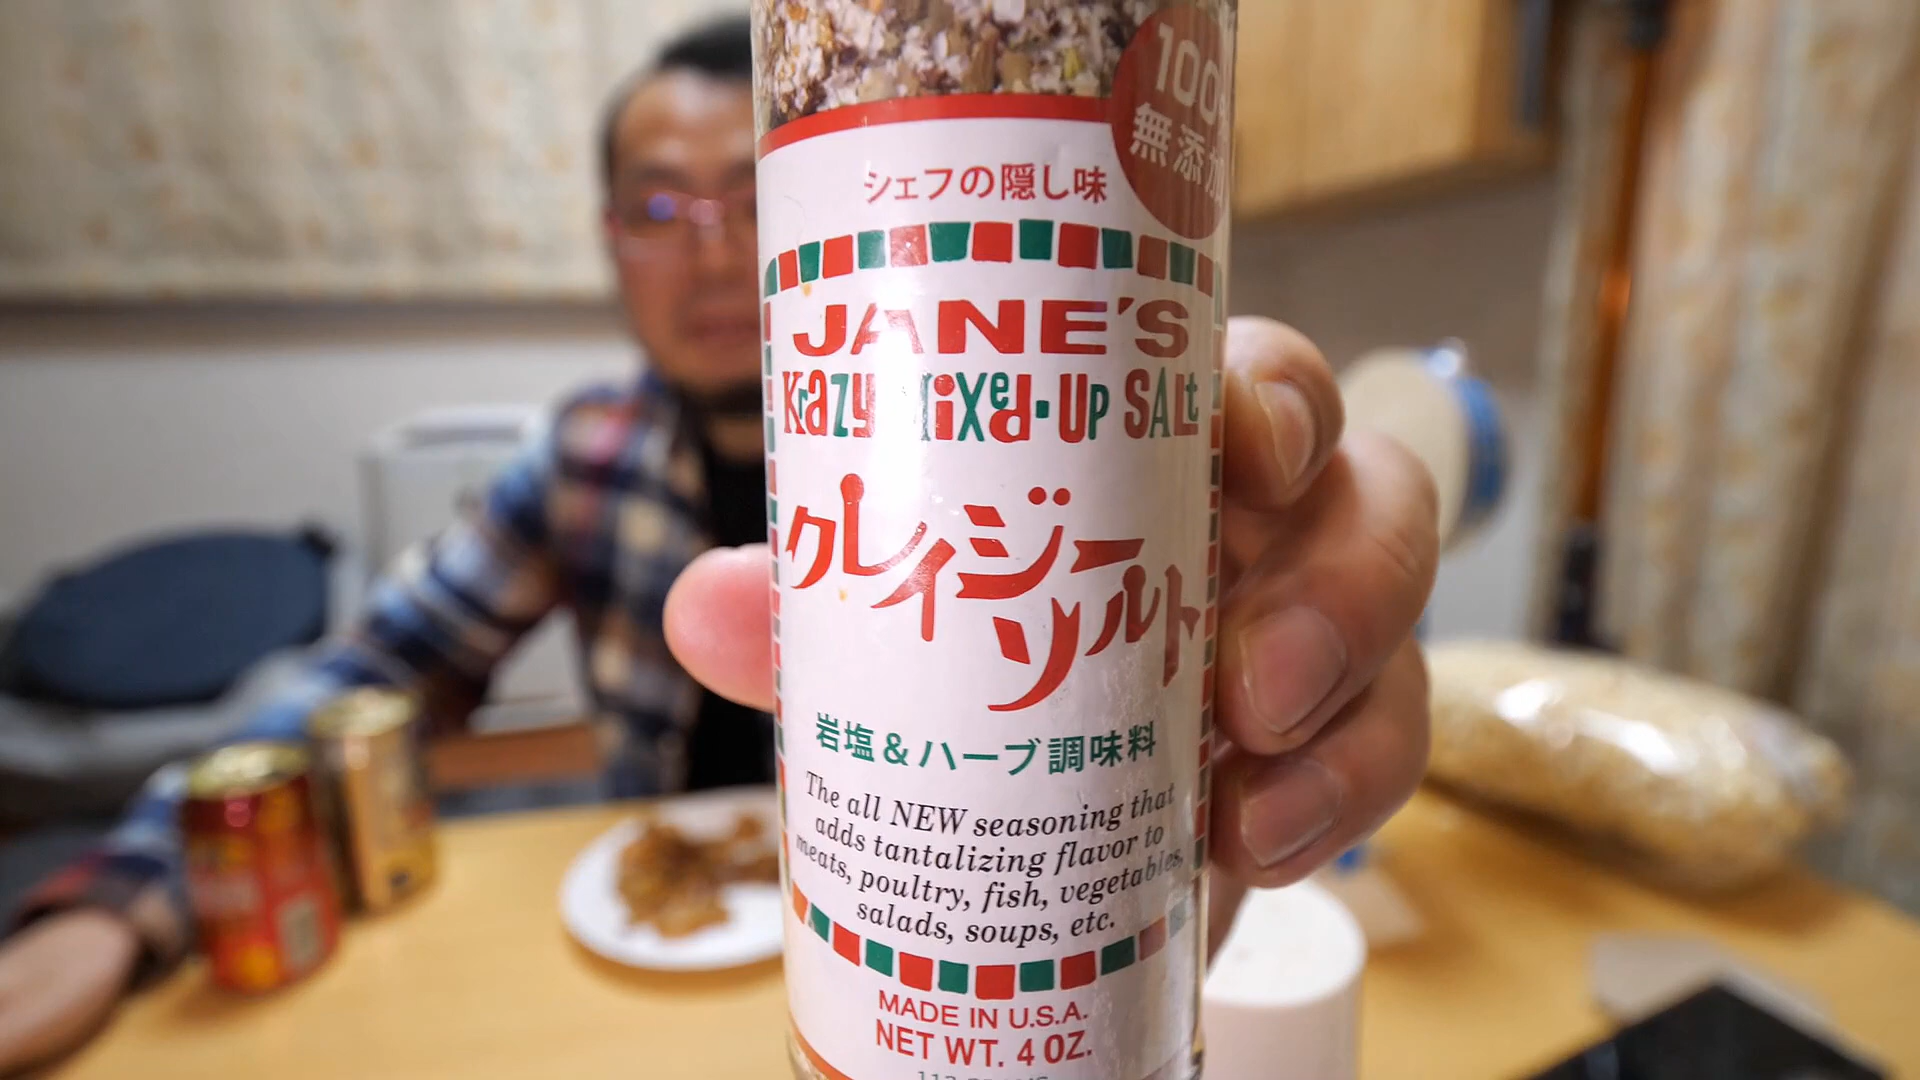 100%
無添加
シェフの隠し味
JANE'S
Krazy Mixed-Up SALt
クレイジー
ソルト
岩塩&ハーブ調味料
The all NEW seasoning that
adds tantalizing flavor to
meats, poultry, fish, vegetables,
salads, soups, etc.
MADE IN U.S.A.
NET WT. 4 OZ.